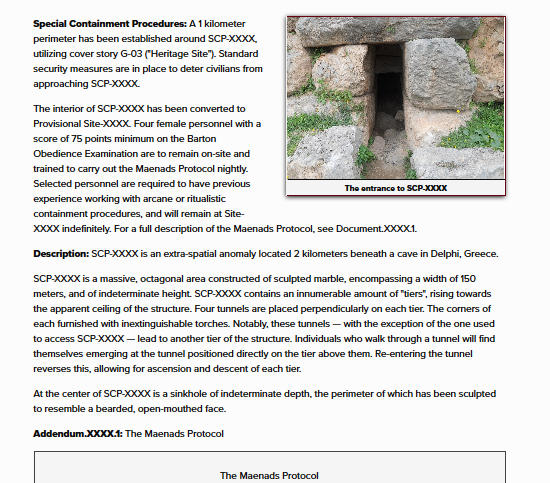 Special Containment Procedures: A 1 kilometer
perimeter has been established around SCP-XXXX,
utilizing cover story G-03 ("Heritage Site"). Standard
security measures are in place to deter civilians from
approaching SCP-XXXX.
The interior of SCP-XXXX has been converted to
Provisional Site-XXXX. Four female personnel with a
score of 75 points minimum on the Barton
Obedience Examination are to remain on-site and
trained to carry out the Maenads Protocol nightly.
Selected personnel are required to have previous
experience working with arcane or ritualistic
containment procedures, and will remain at Site-
XXXX indefinitely. For a full description of the Maenads Protocol, see Document.XXXX.1.
The entrance to SCP-XXXX
Description: SCP-XXXX is an extra-spatial anomaly located 2 kilometers beneath a cave in Delphi, Greece.
SCP-XXXX is a massive, octagonal area constructed of sculpted marble, encompassing a width of 150
meters, and of indeterminate height. SCP-XXXX contains an innumerable amount of "tiers", rising towards
the apparent ceiling of the structure. Four tunnels are placed perpendicularly on each tier. The corners of
each furnished with inextinguishable torches. Notably, these tunnels — with the exception of the one used
to access SCP-XXXX — lead to another tier of the structure. Individuals who walk through a tunnel will find
themselves emerging at the tunnel positioned directly on the tier above them. Re-entering the tunnel
reverses this, allowing for ascension and descent of each tier.
At the center of SCP-XXXX is a sinkhole of indeterminate depth, the perimeter of which has been sculpted
to resemble a bearded, open-mouthed face.
Addendum.XXXX.1: The Maenads Protocol
The Maenads Protocol